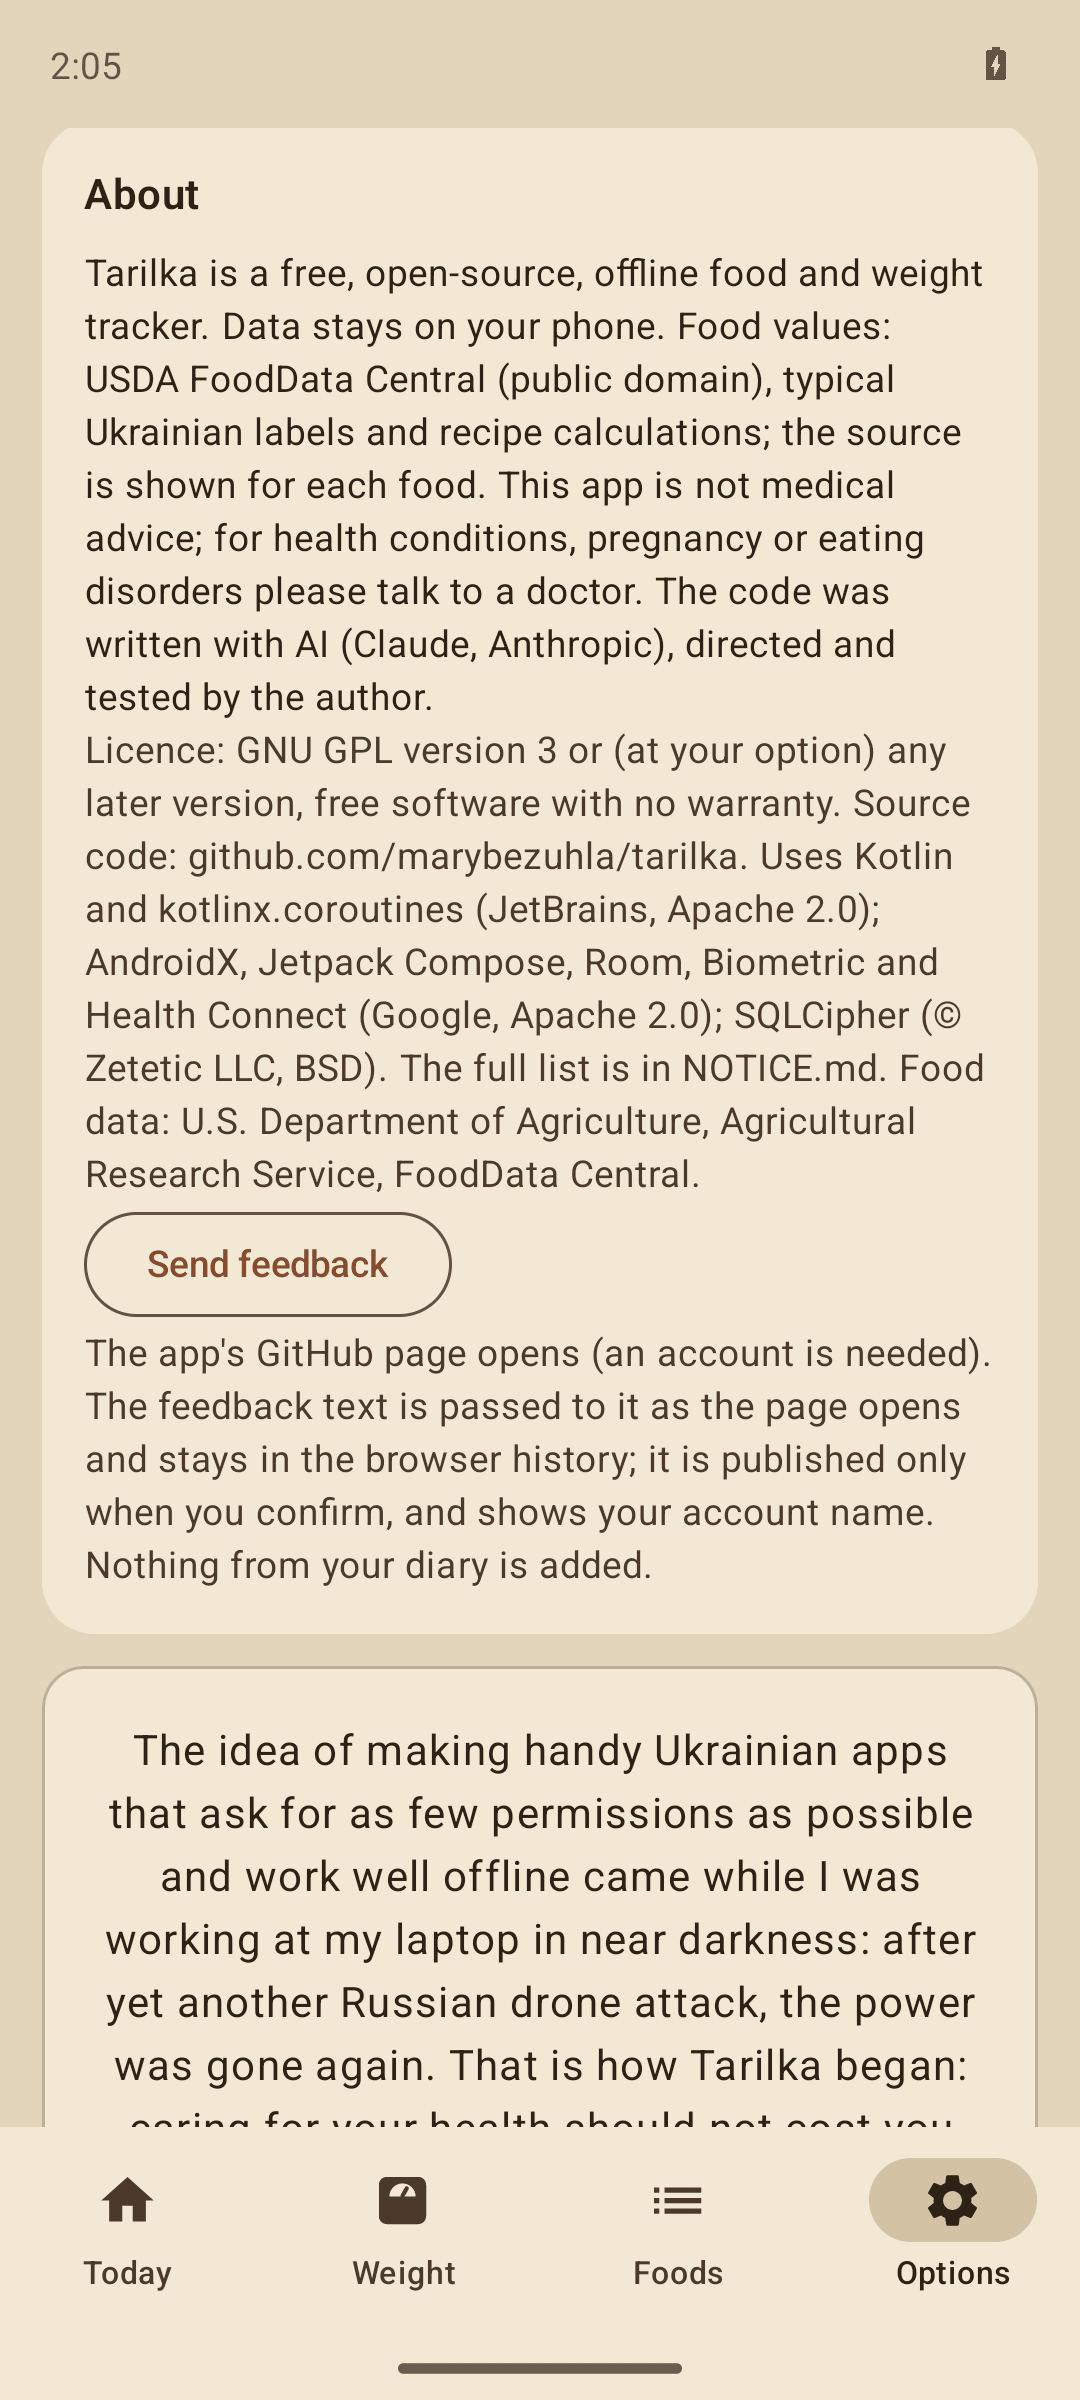 2:05
About
Tarilka is a free, open-source, offline food and weight
tracker. Data stays on your phone. Food values:
USDA FoodData Central (public domain), typical
Ukrainian labels and recipe calculations; the source
is shown for each food. This app is not medical
advice; for health conditions, pregnancy or eating
disorders please talk to a doctor. The code was
written with AI (Claude, Anthropic), directed and
tested by the author.
Licence: GNU GPL version 3 or (at your option) any
later version, free software with no warranty. Source
code: github.com/marybezuhla/tarilka. Uses Kotlin
and kotlinx.coroutines (JetBrains, Apache 2.0);
AndroidX, Jetpack Compose, Room, Biometric and
Health Connect (Google, Apache 2.0); SQLCipher (©
Zetetic LLC, BSD). The full list is in NOTICE.md. Food
data: U.S. Department of Agriculture, Agricultural
Research Service, FoodData Central.
Send feedback
The app's GitHub page opens (an account is needed).
The feedback text is passed to it as the page opens
and stays in the browser history; it is published only
when you confirm, and shows your account name.
Nothing from your diary is added.
The idea of making handy Ukrainian apps
that ask for as few permissions as possible
and work well offline came while I was
working at my laptop in near darkness: after
yet another Russian drone attack, the power
was gone again. That is how Tarilka began:
caring for your health should not cost you
Today
Weight
Foods
Options